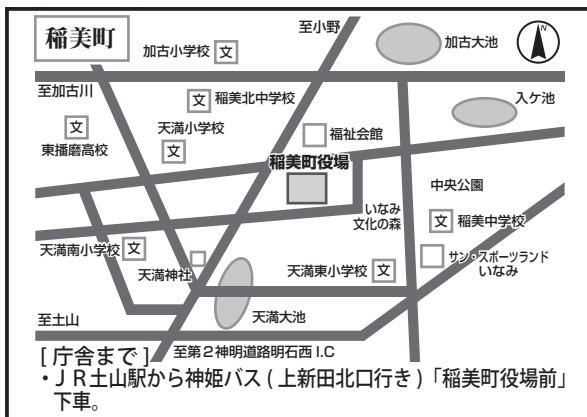 稲美町
至小野
N
加古小学校
文
加古大池
至加古川
文
稲美北中学校
入ケ池
文
東播磨高校
天満小学校
文
福祉会館
稲美町役場
中央公園
いなみ
文化の森
文
稲美中学校
天満南小学校
文
天満神社
天満東小学校
文
サン・スポーツランド
いなみ
至土山
天満大池
[庁舎まで]
至第2神明道路明石西I.C
・JR土山駅から神姫バス(上新田北口行き)「稲美町役場前」
下車。